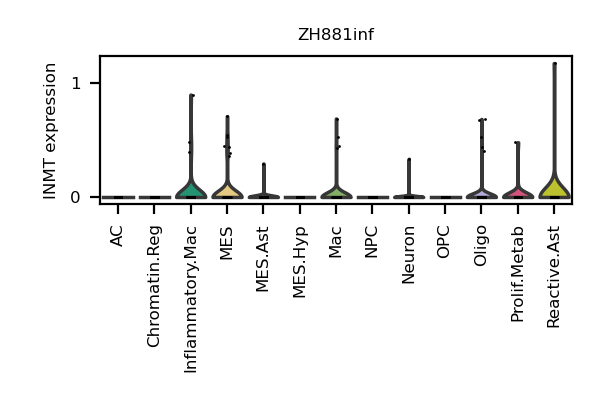 ZH881inf
INMT expression
1
0
AC
Chromatin.Reg
Inflammatory.Mac
MES
MES.Ast
MES.Hyp
Mac
NPC
Neuron
OPC
Oligo
Prolif.Metab
Reactive.Ast